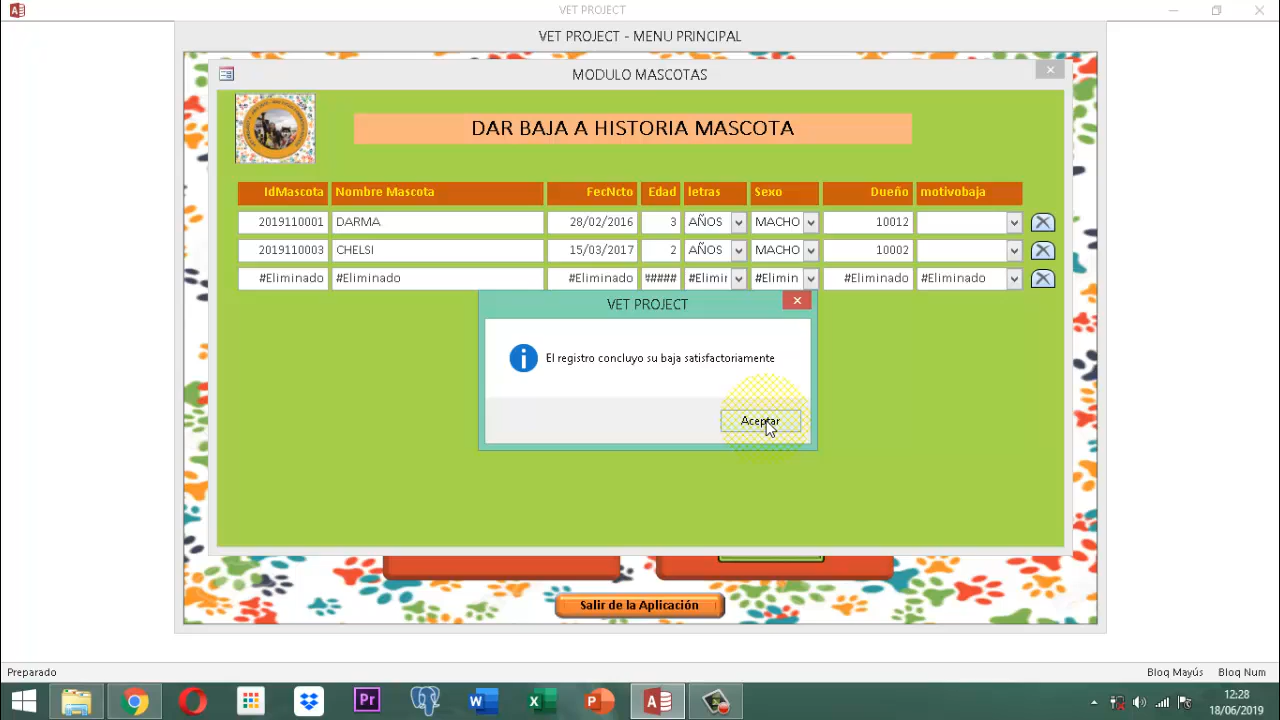 VET PROJECT
VET PROJECT - MENU PRINCIPAL
MODULO MASCOTAS
DAR BAJA A HISTORIA MASCOTA
IdMascota Nombre Mascota FecNcto Edad letras Sexo Dueño motivobaja
2019110001 DARMA 28/02/2016 3 AÑOS MACHO 10012
2019110003 CHELSI 15/03/2017 2 AÑOS MACHO 10002
#Eliminado #Eliminado #Eliminado ##### #Elimin #Elimin #Eliminado #Eliminado
VET PROJECT
El registro concluyo su baja satisfactoriamente
Aceptar
Salir de la Aplicación
Preparado Bloq Mayús Bloq Num
12:28
18/06/2019